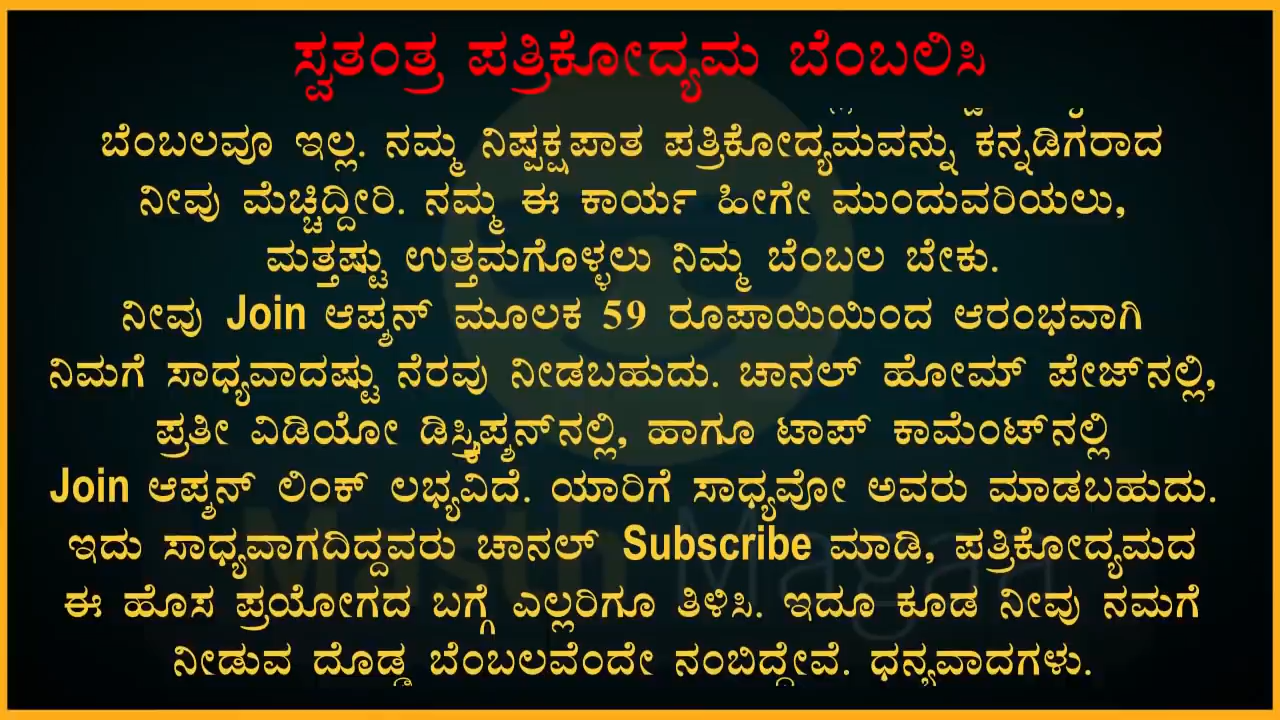 ಸ್ವತಂತ್ರ ಪತ್ರಿಕೋದ್ಯಮ ಬೆಂಬಲಿಸಿ
ಬೆಂಬಲವೂ ಇಲ್ಲ. ನಮ್ಮ ನಿಷ್ಪಕ್ಷಪಾತ ಪತ್ರಿಕೋದ್ಯಮವನ್ನು ಕನ್ನಡಿಗರಾದ
ನೀವು ಮೆಚ್ಚಿದ್ದೀರಿ. ನಮ್ಮ ಈ ಕಾರ್ಯ ಹೀಗೇ ಮುಂದುವರಿಯಲು,
ಮತ್ತಷ್ಟು ಉತ್ತಮಗೊಳ್ಳಲು ನಿಮ್ಮ ಬೆಂಬಲ ಬೇಕು.
ನೀವು Join ಆಪ್ಶನ್ ಮೂಲಕ 59 ರೂಪಾಯಿಯಿಂದ ಆರಂಭವಾಗಿ
ನಿಮಗೆ ಸಾಧ್ಯವಾದಷ್ಟು ನೆರವು ನೀಡಬಹುದು. ಚಾನಲ್ ಹೋಮ್ ಪೇಜ್‌ನಲ್ಲಿ,
ಪ್ರತೀ ವಿಡಿಯೋ ಡಿಸ್ಕ್ರಿಪ್ಶನ್‌ನಲ್ಲಿ, ಹಾಗೂ ಟಾಪ್ ಕಾಮೆಂಟ್‌ನಲ್ಲಿ
Join ಆಪ್ಶನ್ ಲಿಂಕ್ ಲಭ್ಯವಿದೆ. ಯಾರಿಗೆ ಸಾಧ್ಯವೋ ಅವರು ಮಾಡಬಹುದು.
ಇದು ಸಾಧ್ಯವಾಗದಿದ್ದವರು ಚಾನಲ್ Subscribe ಮಾಡಿ, ಪತ್ರಿಕೋದ್ಯಮದ
ಈ ಹೊಸ ಪ್ರಯೋಗದ ಬಗ್ಗೆ ಎಲ್ಲರಿಗೂ ತಿಳಿಸಿ. ಇದೂ ಕೂಡ ನೀವು ನಮಗೆ
ನೀಡುವ ದೊಡ್ಡ ಬೆಂಬಲವೆಂದೇ ನಂಬಿದ್ದೇವೆ. ಧನ್ಯವಾದಗಳು.
Masth Magaa